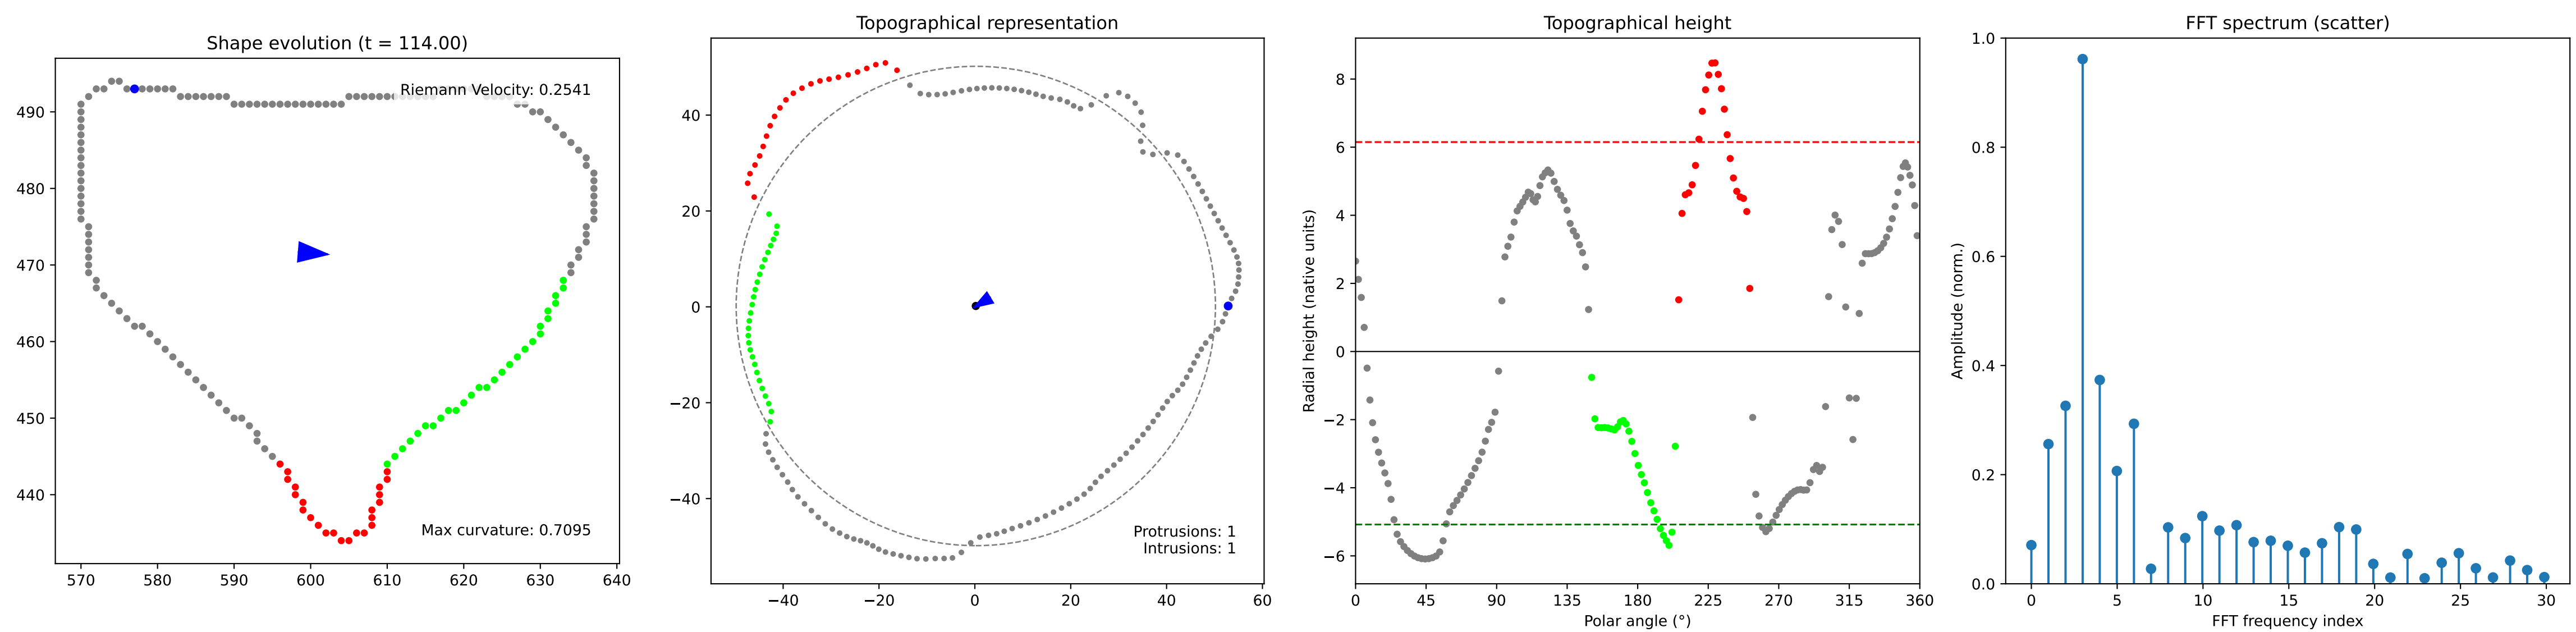 Shape evolution (t = 114.00)
Riemann Velocity: 0.2541
Max curvature: 0.7095
490
480
470
460
450
440
570 580 590 600 610 620 630 640
Topographical representation
40
20
0
−20
−40
Protrusions: 1
Intrusions: 1
−40 −20 0 20 40 60
Topographical height
Radial height (native units)
8
6
4
2
0
−2
−4
−6
0 45 90 135 180 225 270 315 360
Polar angle (°)
FFT spectrum (scatter)
Amplitude (norm.)
1.0
0.8
0.6
0.4
0.2
0.0
0 5 10 15 20 25 30
FFT frequency index